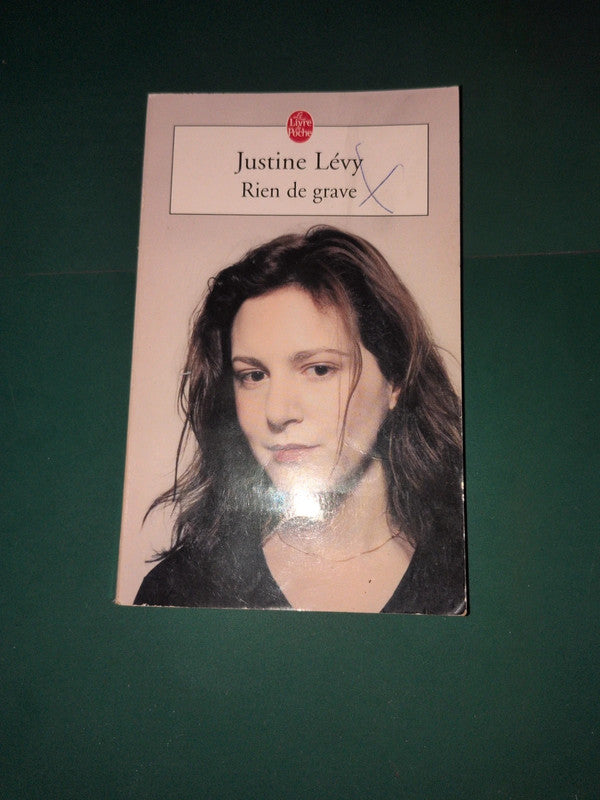 Le
Livre
de
Poche
Justine Lévy
Rien de grave